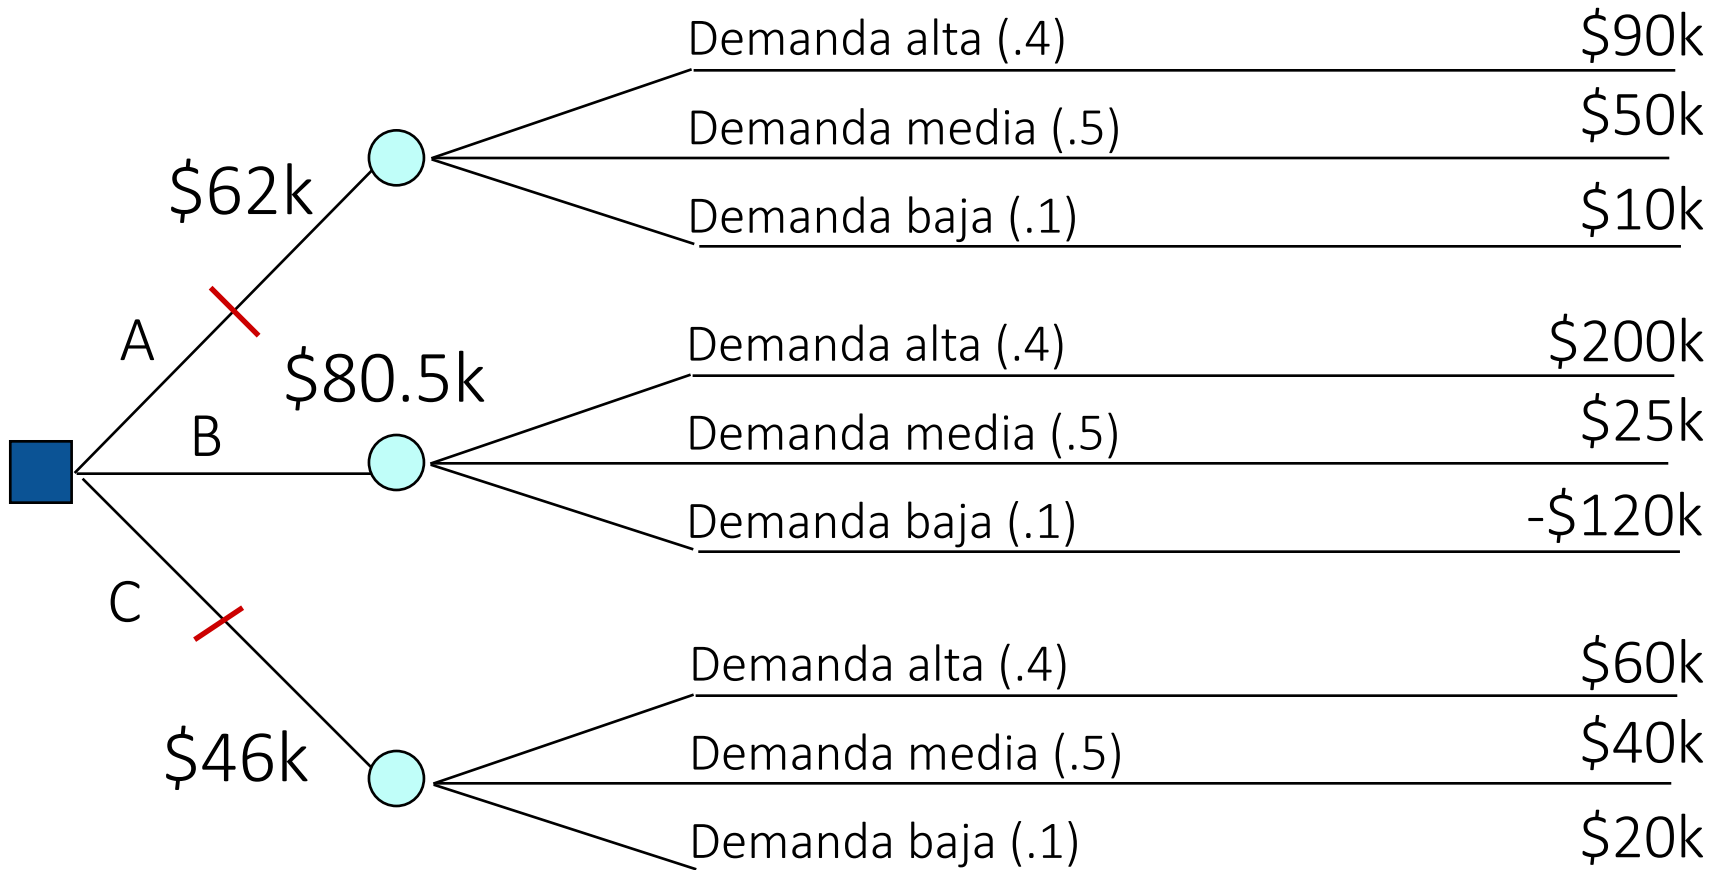 Demanda alta (.4) $90k
Demanda media (.5) $50k
$62k
Demanda baja (.1) $10k
A
$80.5k
Demanda alta (.4) $200k
B
Demanda media (.5) $25k
Demanda baja (.1) -$120k
C
Demanda alta (.4) $60k
$46k
Demanda media (.5) $40k
Demanda baja (.1) $20k